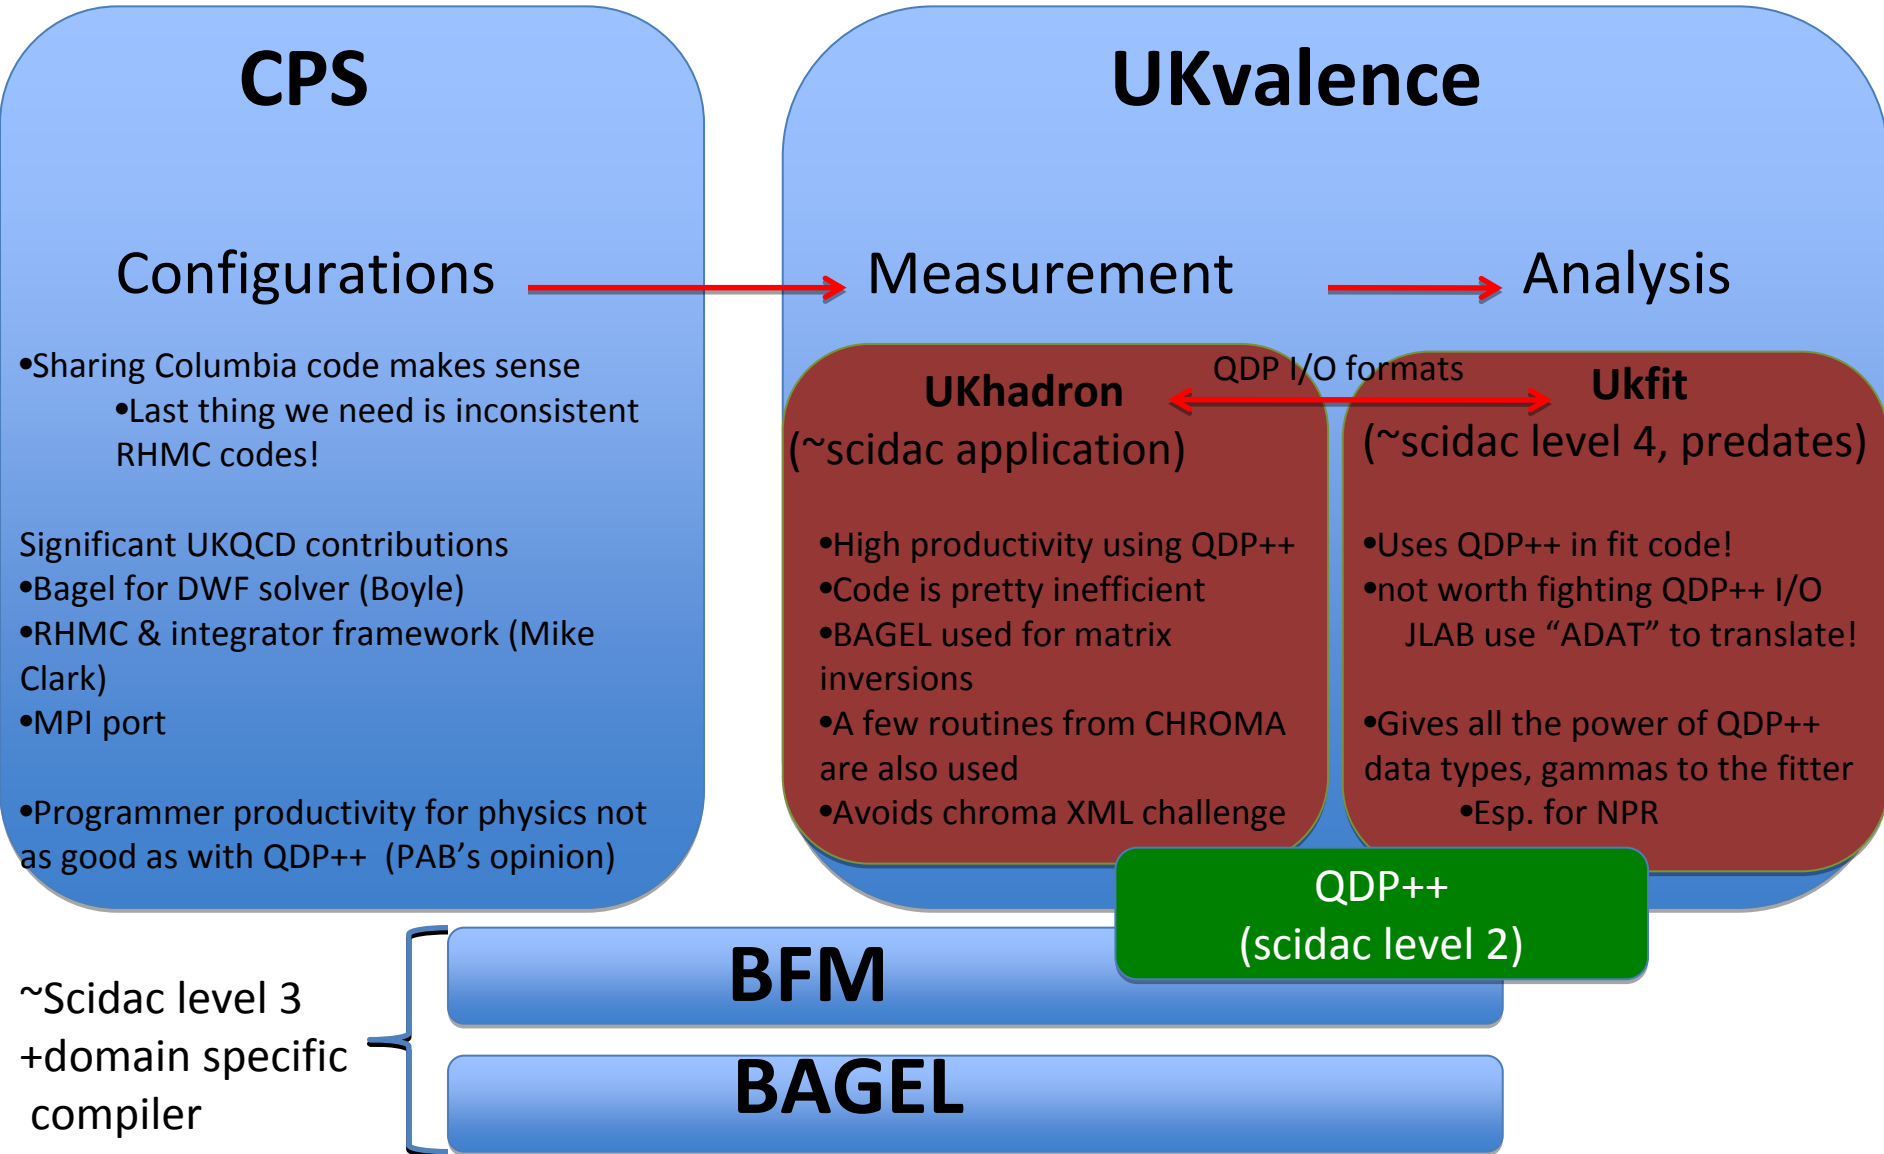 CPS
Configurations
•Sharing Columbia code makes sense
•Last thing we need is inconsistent
RHMC codes!
Significant UKQCD contributions
•Bagel for DWF solver (Boyle)
•RHMC & integrator framework (Mike
Clark)
•MPI port
•Programmer productivity for physics not
as good as with QDP++  (PAB’s opinion)
UKvalence
Measurement
Analysis
QDP I/O formats
UKhadron
(~scidac application)
•High productivity using QDP++
•Code is pretty inefficient
•BAGEL used for matrix
inversions
•A few routines from CHROMA
are also used
•Avoids chroma XML challenge
Ukfit
(~scidac level 4, predates)
•Uses QDP++ in fit code!
•not worth fighting QDP++ I/O
JLAB use “ADAT” to translate!
•Gives all the power of QDP++
data types, gammas to the fitter
•Esp. for NPR
QDP++
(scidac level 2)
~Scidac level 3
+domain specific
compiler
BFM
BAGEL